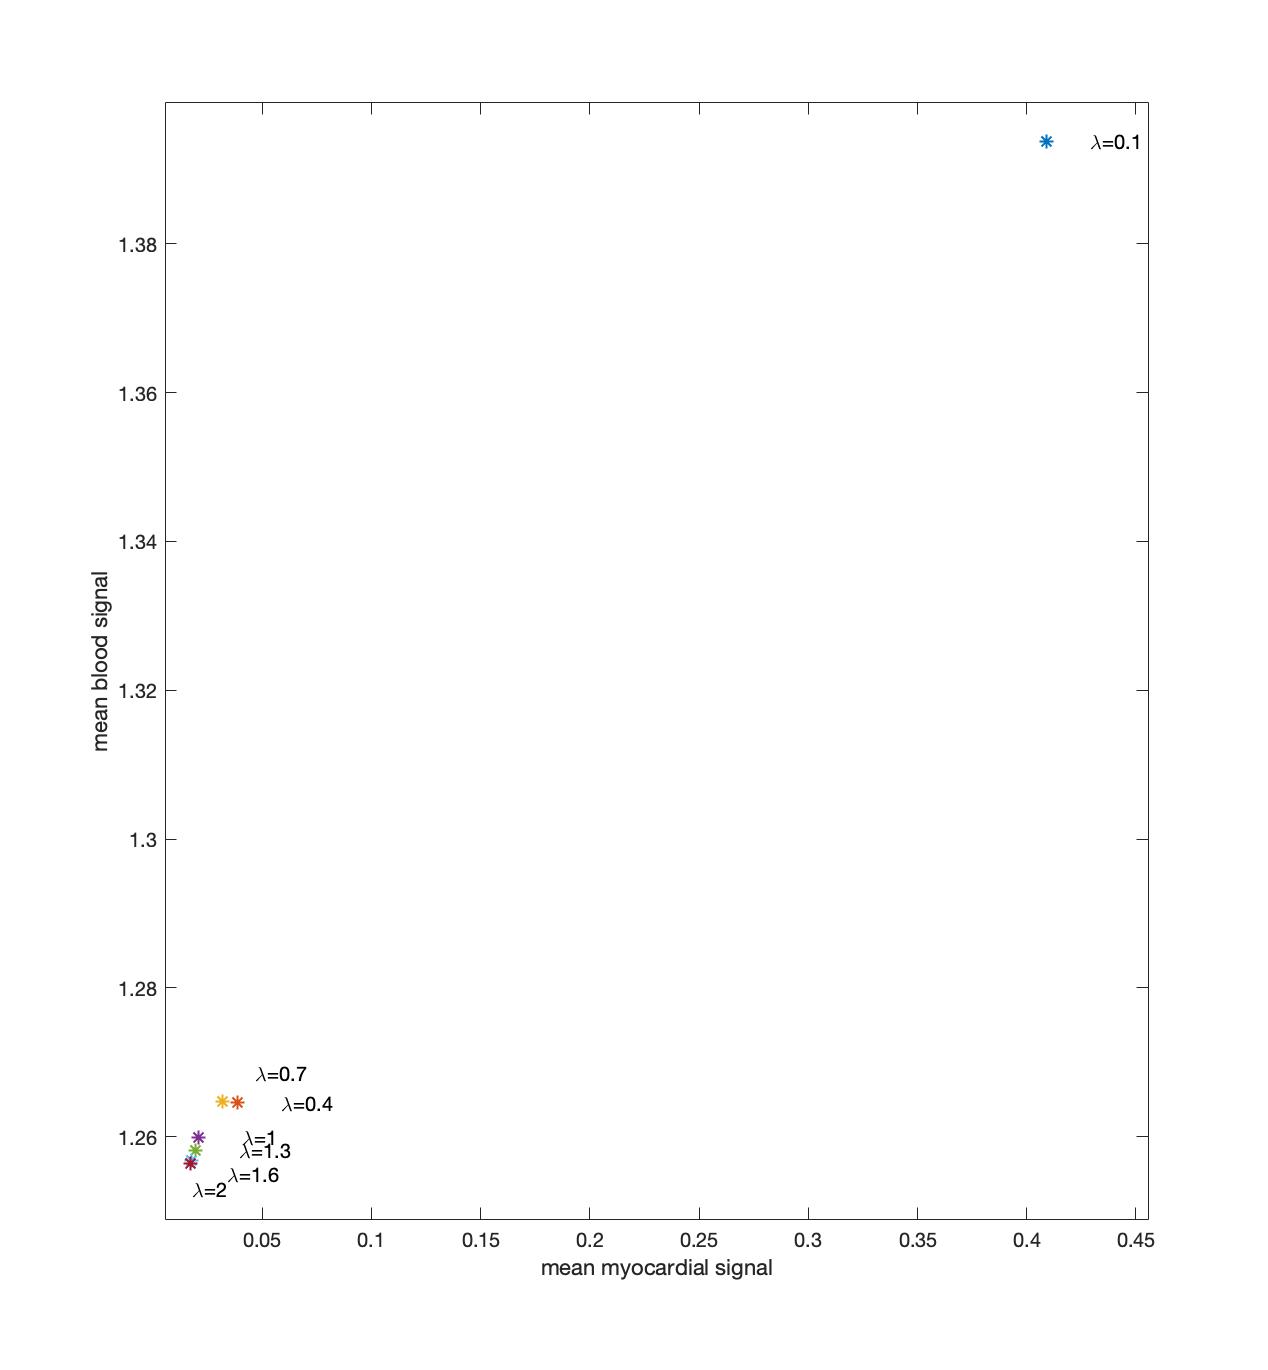 λ=0.1
1.38
1.36
1.34
1.32
1.3
1.28
1.26
mean blood signal
λ=0.7
λ=0.4
λ=1
λ=1.3
λ=1.6
λ=2
0.05 0.1 0.15 0.2 0.25 0.3 0.35 0.4 0.45
mean myocardial signal